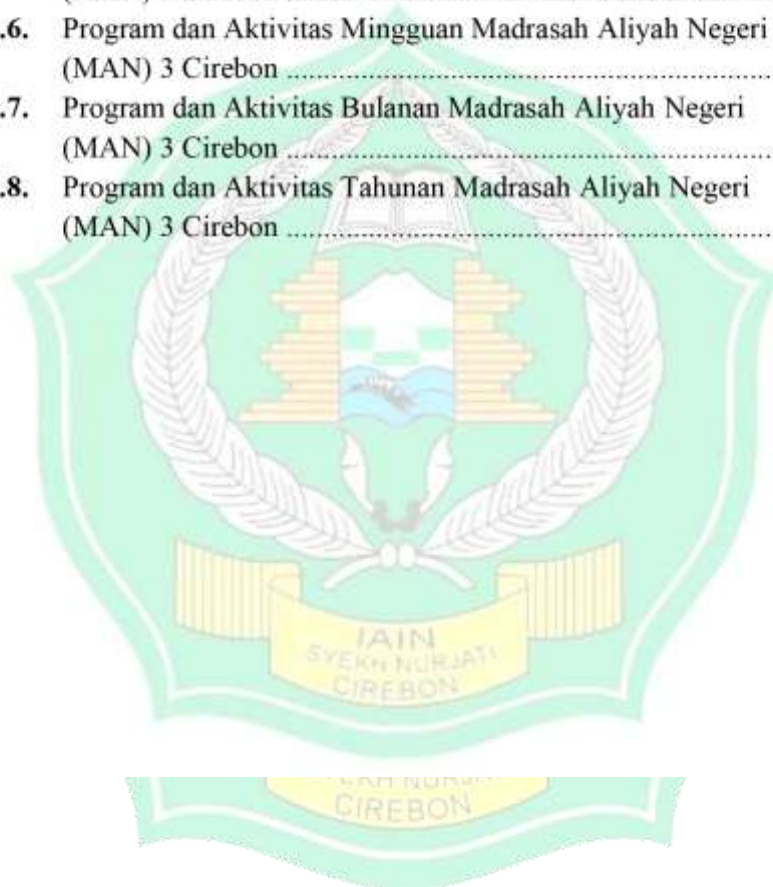 .6. Program dan Aktivitas Mingguan Madrasah Aliyah Negeri
(MAN) 3 Cirebon ........................................................................
.7. Program dan Aktivitas Bulanan Madrasah Aliyah Negeri
(MAN) 3 Cirebon ........................................................................
.8. Program dan Aktivitas Tahunan Madrasah Aliyah Negeri
(MAN) 3 Cirebon ........................................................................
IAIN
SYEKH NURJATI
CIREBON
CIREBON